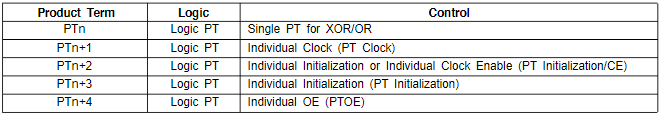 Product Term Logic Control
PTn Logic PT Single PT for XOR/OR
PTn+1 Logic PT Individual Clock (PT Clock)
PTn+2 Logic PT Individual Initialization or Individual Clock Enable (PT Initialization/CE)
PTn+3 Logic PT Individual Initialization (PT Initialization)
PTn+4 Logic PT Individual OE (PTOE)